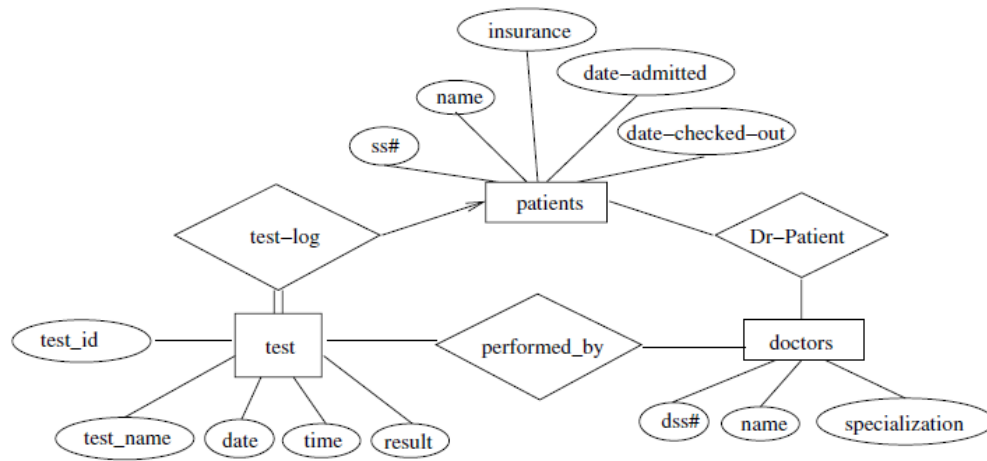 insurance
date-admitted
name
date-checked-out
ss#
patients
test-log
Dr-Patient
test_id
test
performed_by
doctors
test_name
date
time
result
dss#
name
specialization